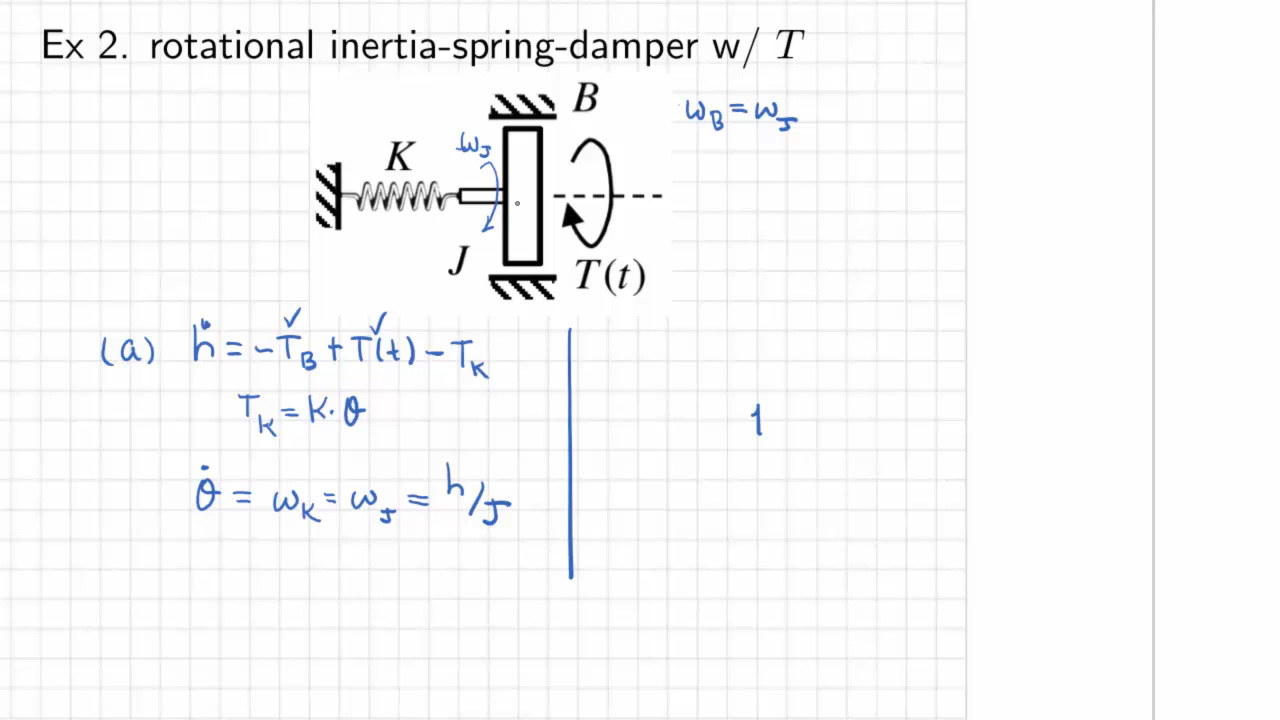 Ex 2. rotational inertia-spring-damper w/ T
B
ω_B = ω_J
ω_J
K
J
T(t)
(a) ḣ = -T_B + T(t) - T_K
T_K = K · θ
1
θ̇ = ω_K = ω_J = h/J